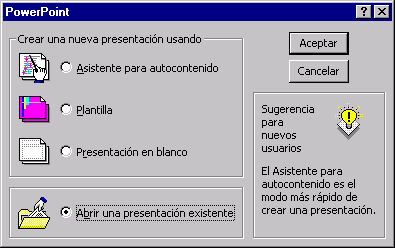 PowerPoint
Crear una nueva presentación usando
Asistente para autocontenido
Plantilla
Presentación en blanco
Abrir una presentación existente
Aceptar
Cancelar
Sugerencia
para
nuevos
usuarios
El Asistente para
autocontenido es el
modo más rápido de
crear una presentación.